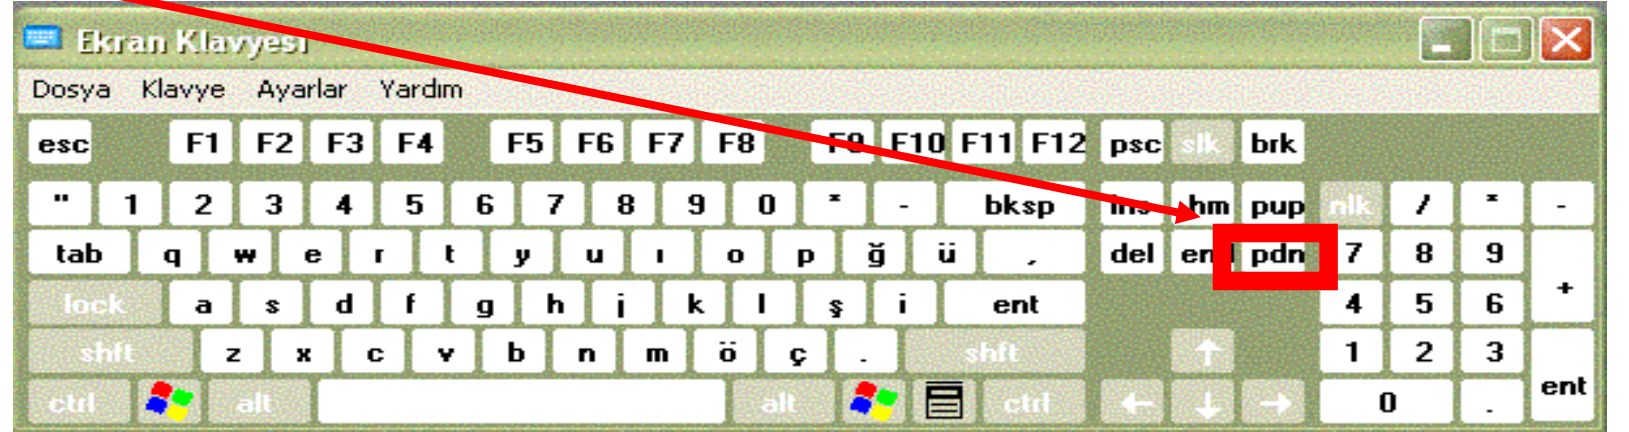 Ekran Klavyesi
Dosya Klavye Ayarlar Yardım
esc F1 F2 F3 F4 F5 F6 F7 F8 F9 F10 F11 F12 psc slk brk
" 1 2 3 4 5 6 7 8 9 0 * - bksp ins hm pup nlk / * -
tab q w e r t y u ı o p ğ ü , del end pdn 7 8 9 +
lock a s d f g h j k l ş i ent 4 5 6
shft z x c v b n m ö ç . shft 1 2 3 ent
ctrl alt alt ctrl 0 .